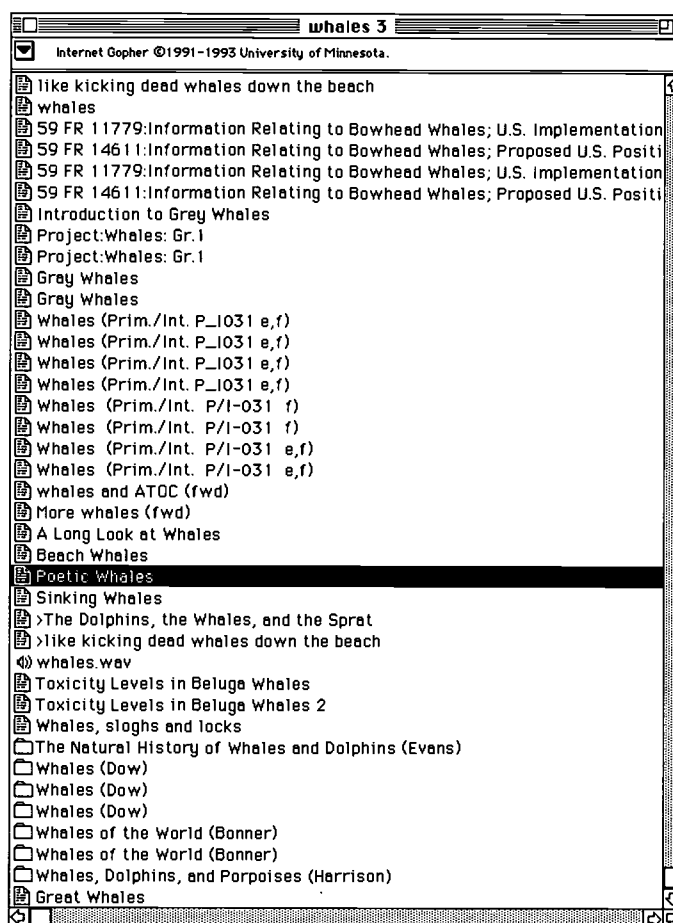 whales 3
Internet Gopher ©1991-1993 University of Minnesota.
like kicking dead whales down the beach
whales
59 FR 11779:Information Relating to Bowhead Whales; U.S. Implementation
59 FR 14611:Information Relating to Bowhead Whales; Proposed U.S. Positi
59 FR 11779:Information Relating to Bowhead Whales; U.S. Implementation
59 FR 14611:Information Relating to Bowhead Whales; Proposed U.S. Positi
Introduction to Grey Whales
Project:Whales: Gr.1
Project:Whales: Gr.1
Gray Whales
Gray Whales
Whales (Prim./Int. P_I031 e,f)
Whales (Prim./Int. P_I031 e,f)
Whales (Prim./Int. P_I031 e,f)
Whales (Prim./Int. P_I031 e,f)
Whales (Prim./Int. P/I-031 f)
Whales (Prim./Int. P/I-031 f)
Whales (Prim./Int. P/I-031 e,f)
Whales (Prim./Int. P/I-031 e,f)
whales and ATOC (fwd)
More whales (fwd)
A Long Look at Whales
Beach Whales
Poetic Whales
Sinking Whales
>The Dolphins, the Whales, and the Sprat
>like kicking dead whales down the beach
whales.wav
Toxicity Levels in Beluga Whales
Toxicity Levels in Beluga Whales 2
Whales, sloghs and locks
The Natural History of Whales and Dolphins (Evans)
Whales (Dow)
Whales (Dow)
Whales (Dow)
Whales of the World (Bonner)
Whales of the World (Bonner)
Whales, Dolphins, and Porpoises (Harrison)
Great Whales